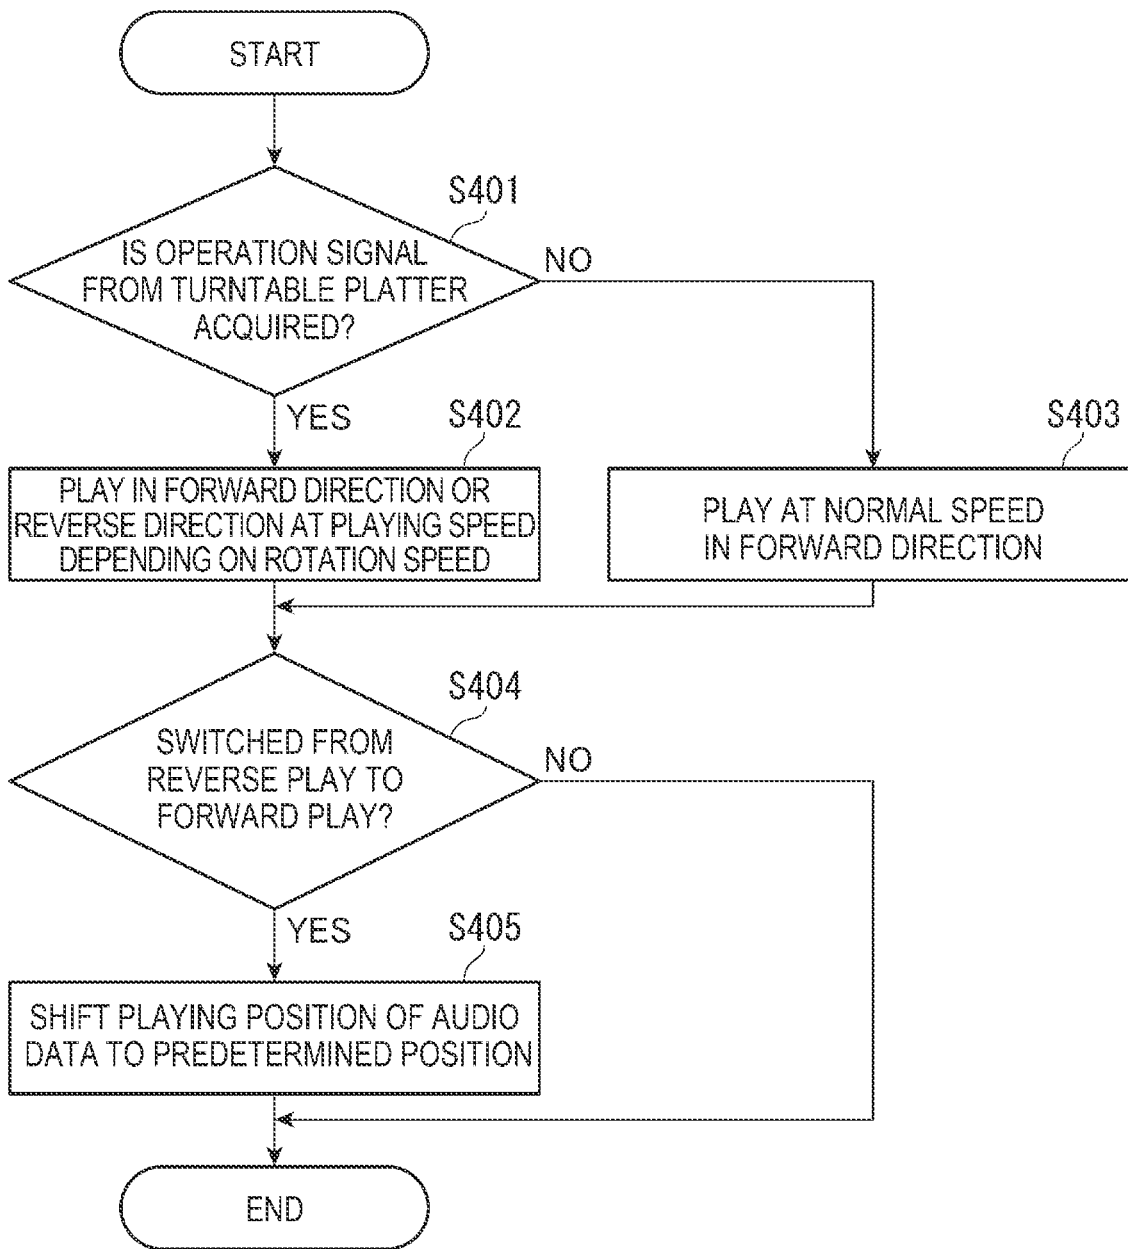 START
S401
IS OPERATION SIGNAL
FROM TURNTABLE PLATTER
ACQUIRED?
NO
YES
S402
PLAY IN FORWARD DIRECTION OR
REVERSE DIRECTION AT PLAYING SPEED
DEPENDING ON ROTATION SPEED
S403
PLAY AT NORMAL SPEED
IN FORWARD DIRECTION
S404
SWITCHED FROM
REVERSE PLAY TO
FORWARD PLAY?
NO
YES
S405
SHIFT PLAYING POSITION OF AUDIO
DATA TO PREDETERMINED POSITION
END